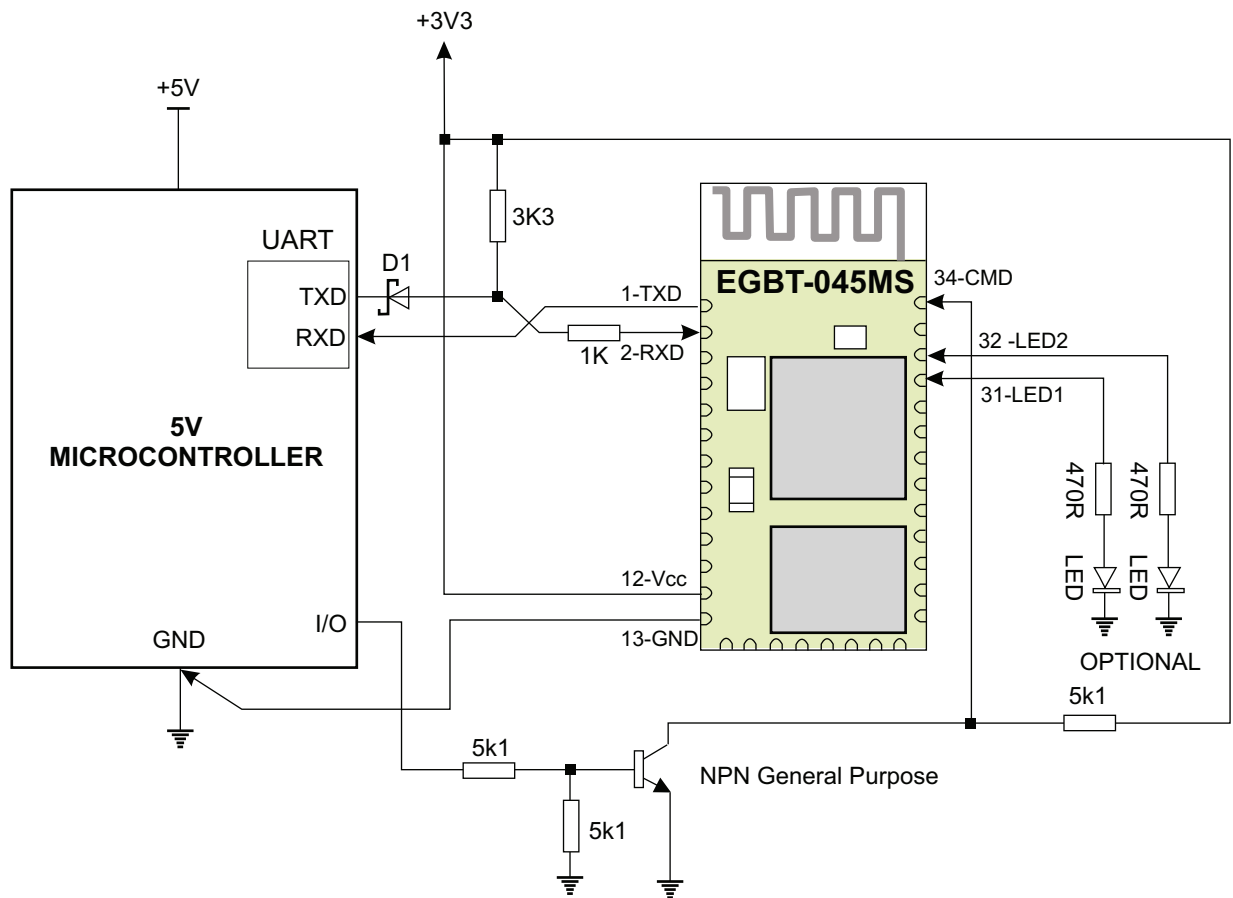 +3V3
+5V
3K3
UART
D1
TXD
RXD
1-TXD
1K
2-RXD
EGBT-045MS
34-CMD
32 -LED2
31-LED1
5V
MICROCONTROLLER
470R
470R
LED
LED
12-Vcc
13-GND
I/O
GND
OPTIONAL
5k1
5k1
NPN General Purpose
5k1